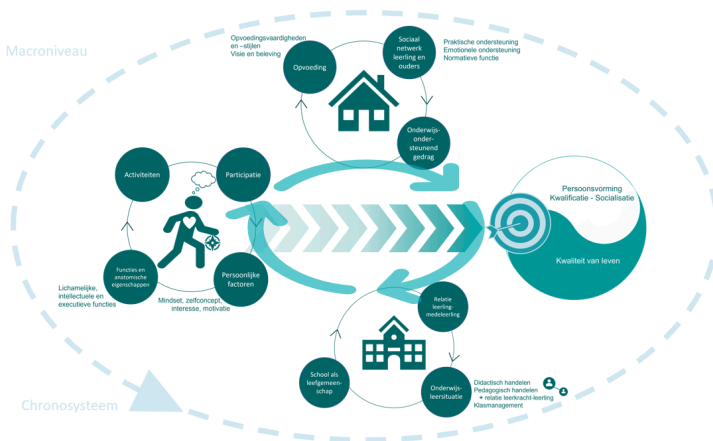 Macroniveau
Opvoedingsvaardigheden
en –stijlen
Visie en beleving
Opvoeding
Sociaal
netwerk
leerling en
ouders
Praktische ondersteuning
Emotionele ondersteuning
Normatieve functie
Onderwijs-
onder-
steunend
gedrag
Activiteiten
Participatie
Functies en
anatomische
eigenschappen
Persoonlijke
factoren
Lichamelijke,
intellectuele en
executieve functies
Mindset, zelfconcept,
interesse, motivatie
Persoonsvorming
Kwalificatie - Socialisatie
Kwaliteit van leven
Relatie
leerling-
medeleerling
School als
leefgemeen-
schap
Onderwijs-
leersituatie
Didactisch handelen
Pedagogisch handelen
+ relatie leerkracht-leerling
Klasmanagement
Chronosysteem